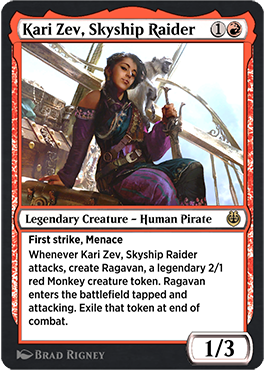 Kari Zev, Skyship Raider 1
Legendary Creature – Human Pirate
First strike, Menace
Whenever Kari Zev, Skyship Raider
attacks, create Ragavan, a legendary 2/1
red Monkey creature token. Ragavan
enters the battlefield tapped and
attacking. Exile that token at end of
combat.
1/3
BRAD RIGNEY